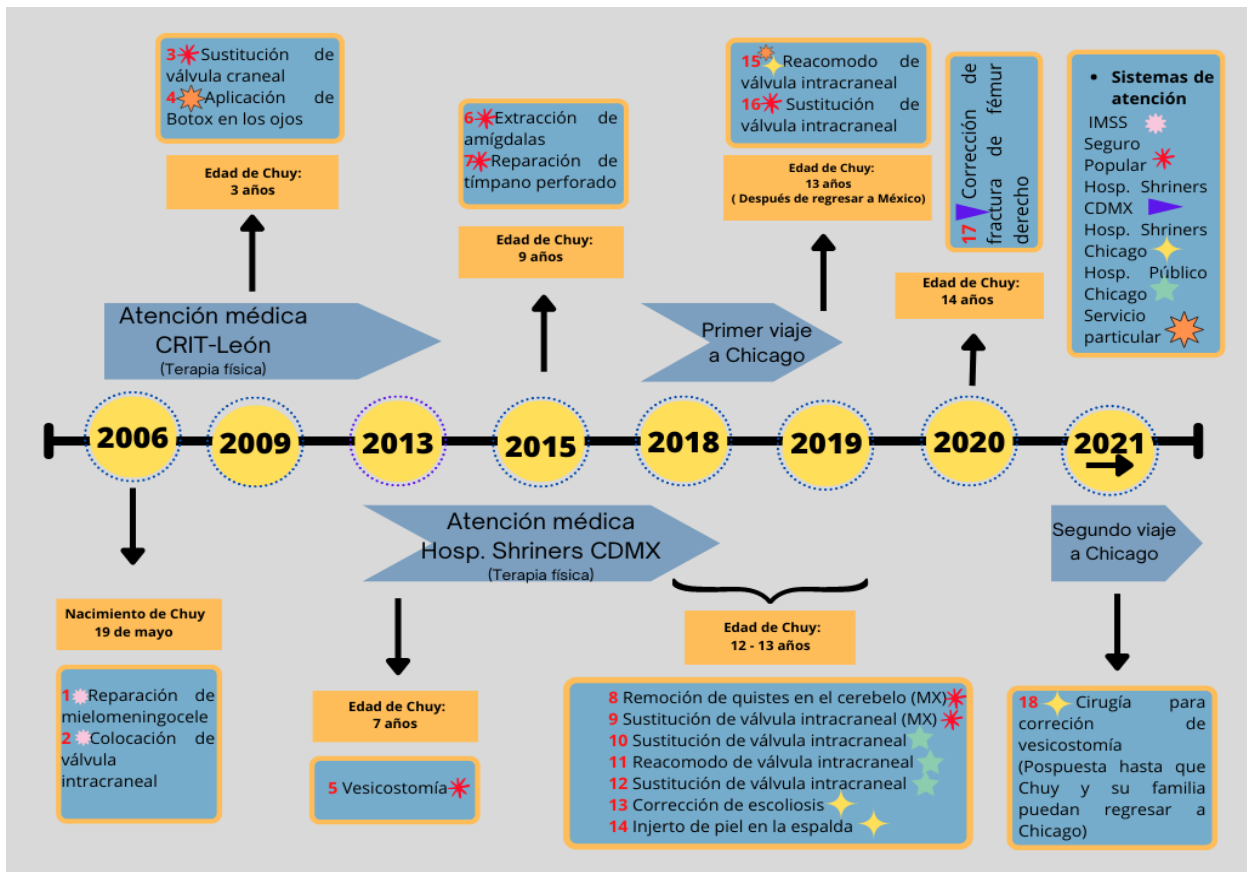 3 Sustitución de
válvula craneal
4 Aplicación de
Botox en los ojos
Edad de Chuy:
3 años
6 Extracción de
amígdalas
7 Reparación de
tímpano perforado
Edad de Chuy:
9 años
15 Reacomodo de
válvula intracraneal
16 Sustitución de
válvula intracraneal
Edad de Chuy:
13 años
( Después de regresar a México)
17 Corrección de
fractura de fémur
derecho
Edad de Chuy:
14 años
• Sistemas de
atención
IMSS
Seguro
Popular
Hosp. Shriners
CDMX
Hosp. Shriners
Chicago
Hosp. Público
Chicago
Servicio
particular
Atención médica
CRIT-León
(Terapia física)
Primer viaje
a Chicago
2006
2009
2013
2015
2018
2019
2020
2021
Atención médica
Hosp. Shriners CDMX
(Terapia física)
Segundo viaje
a Chicago
Nacimiento de Chuy
19 de mayo
1 Reparación de
mielomeningocele
2 Colocación de
válvula
intracraneal
Edad de Chuy:
7 años
5 Vesicostomía
Edad de Chuy:
12 - 13 años
8 Remoción de quistes en el cerebelo (MX)
9 Sustitución de válvula intracraneal (MX)
10 Sustitución de válvula intracraneal
11 Reacomodo de válvula intracraneal
12 Sustitución de válvula intracraneal
13 Corrección de escoliosis
14 Injerto de piel en la espalda
18 Cirugía para
correción de
vesicostomía
(Pospuesta hasta que
Chuy y su familia
puedan regresar a
Chicago)